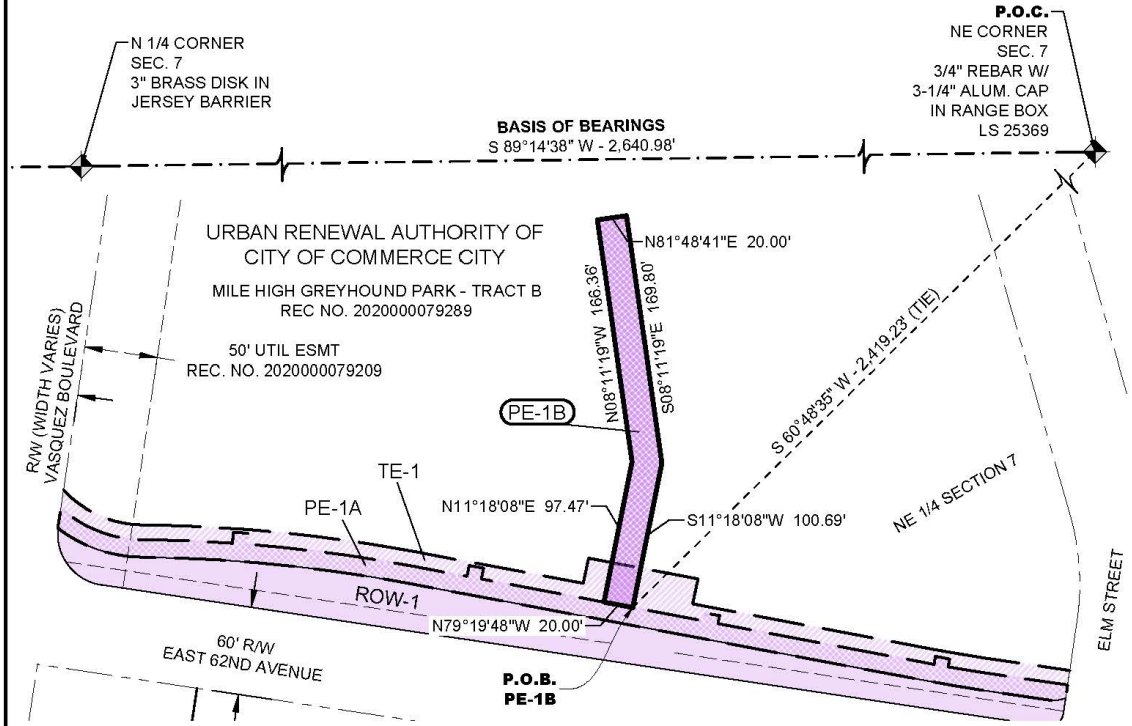 N 1/4 CORNER
SEC. 7
3" BRASS DISK IN
JERSEY BARRIER
P.O.C.
NE CORNER
SEC. 7
3/4" REBAR W/
3-1/4" ALUM. CAP
IN RANGE BOX
LS 25369
BASIS OF BEARINGS
S 89°14'38" W - 2,640.98'
URBAN RENEWAL AUTHORITY OF
CITY OF COMMERCE CITY
MILE HIGH GREYHOUND PARK - TRACT B
REC NO. 2020000079289
50' UTIL ESMT
REC. NO. 2020000079209
R/W (WIDTH VARIES)
VASQUEZ BOULEVARD
N81°48'41"E 20.00'
N08°11'19"W 166.36'
S08°11'19"E 169.80'
S 60°48'35" W - 2,419.23' (TIE)
PE-1B
TE-1
PE-1A
N11°18'08"E 97.47'
S11°18'08"W 100.69'
NE 1/4 SECTION 7
ELM STREET
ROW-1
N79°19'48"W 20.00'
60' R/W
EAST 62ND AVENUE
P.O.B.
PE-1B